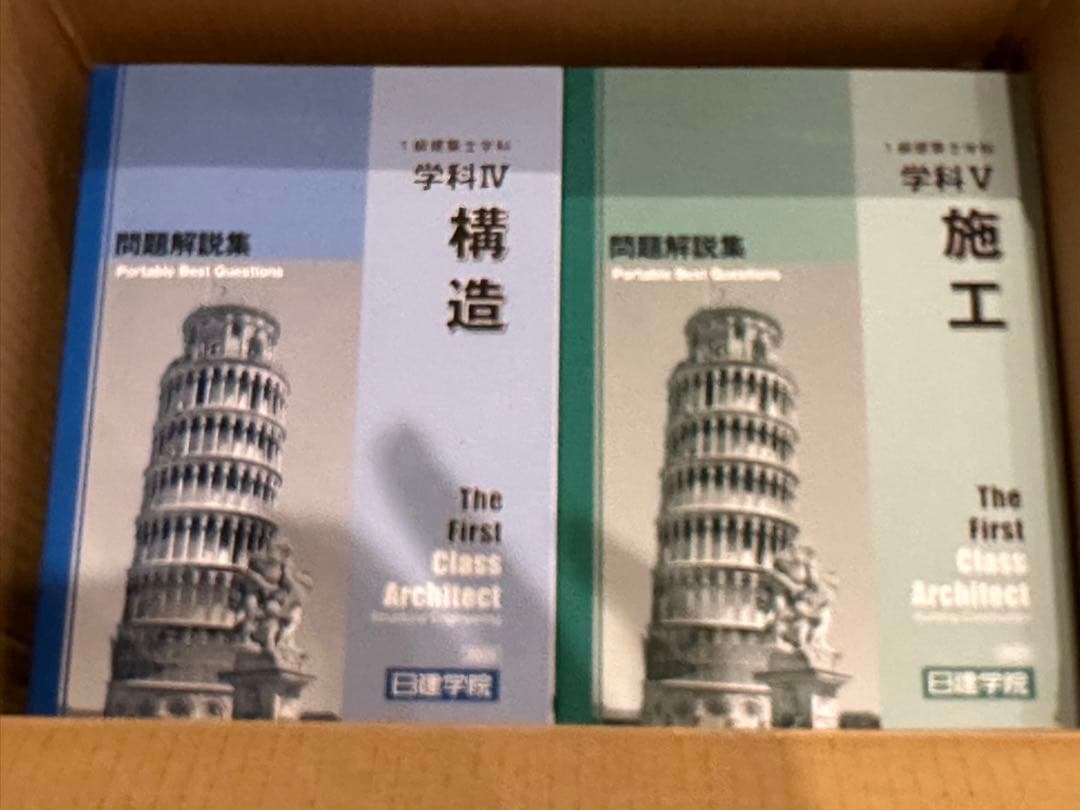 1級建築士学科
学科Ⅳ
構造
問題解説集
Portable Best Questions
The
First
Class
Architect
日建学院
1級建築士学科
学科Ⅴ
施工
問題解説集
Portable Best Questions
The
First
Class
Architect
日建学院